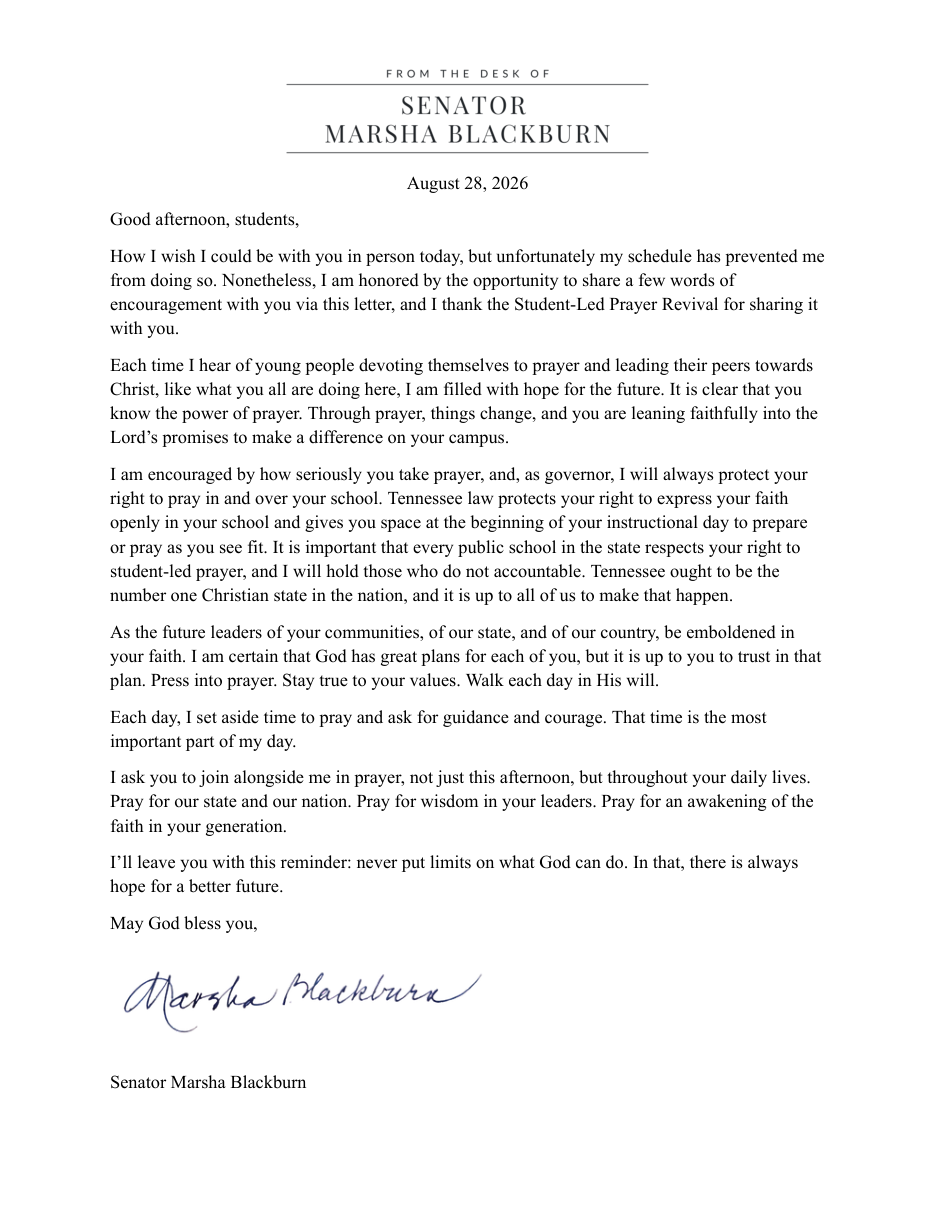 FROM THE DESK OF
SENATOR
MARSHA BLACKBURN
August 28, 2026
Good afternoon, students,
How I wish I could be with you in person today, but unfortunately my schedule has prevented me
from doing so. Nonetheless, I am honored by the opportunity to share a few words of
encouragement with you via this letter, and I thank the Student-Led Prayer Revival for sharing it
with you.
Each time I hear of young people devoting themselves to prayer and leading their peers towards
Christ, like what you all are doing here, I am filled with hope for the future. It is clear that you
know the power of prayer. Through prayer, things change, and you are leaning faithfully into the
Lord’s promises to make a difference on your campus.
I am encouraged by how seriously you take prayer, and, as governor, I will always protect your
right to pray in and over your school. Tennessee law protects your right to express your faith
openly in your school and gives you space at the beginning of your instructional day to prepare
or pray as you see fit. It is important that every public school in the state respects your right to
student-led prayer, and I will hold those who do not accountable. Tennessee ought to be the
number one Christian state in the nation, and it is up to all of us to make that happen.
As the future leaders of your communities, of our state, and of our country, be emboldened in
your faith. I am certain that God has great plans for each of you, but it is up to you to trust in that
plan. Press into prayer. Stay true to your values. Walk each day in His will.
Each day, I set aside time to pray and ask for guidance and courage. That time is the most
important part of my day.
I ask you to join alongside me in prayer, not just this afternoon, but throughout your daily lives.
Pray for our state and our nation. Pray for wisdom in your leaders. Pray for an awakening of the
faith in your generation.
I’ll leave you with this reminder: never put limits on what God can do. In that, there is always
hope for a better future.
May God bless you,
Marsha Blackburn
Senator Marsha Blackburn